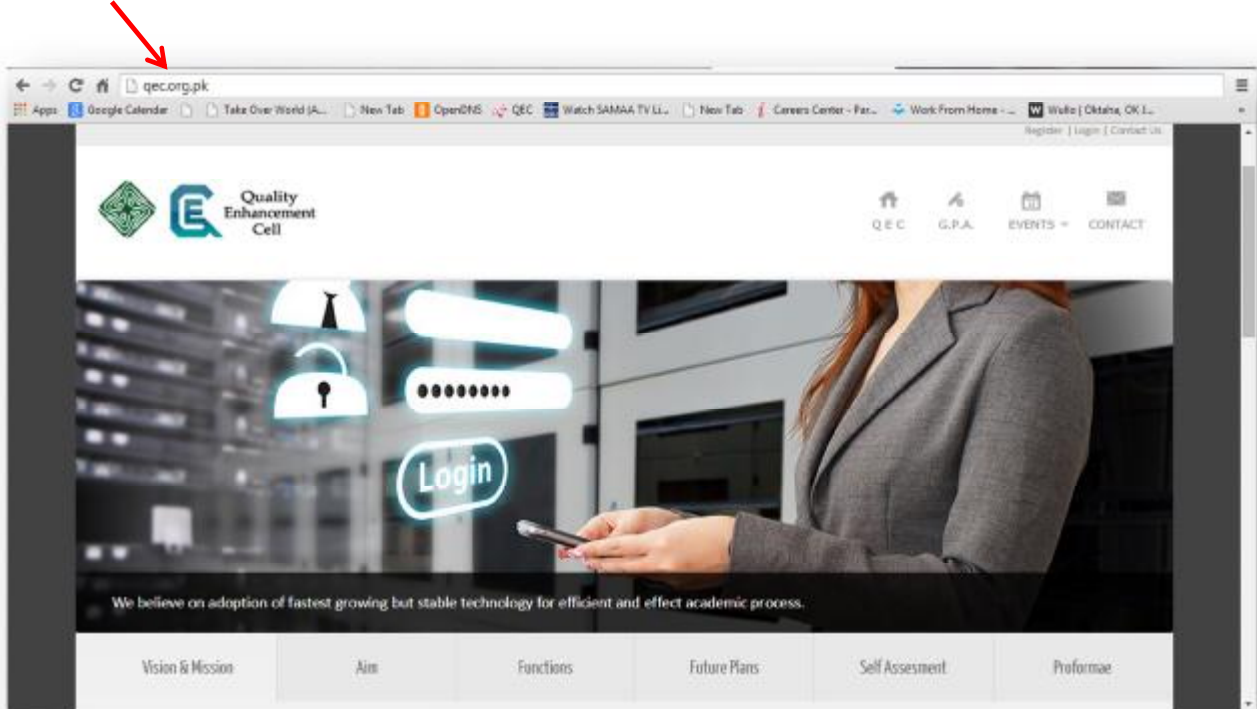 qec.org.pk
Apps Google Calendar Take Over World (A... New Tab OpenDNS QEC Watch SAMAA TV Li... New Tab Careers Center - Par... Work From Home - ... Wufle | Oktaha, OK I...
Register | Login | Contact Us
Quality
Enhancement
Cell
Q E C G.P.A. EVENTS CONTACT
Login
We believe on adoption of fastest growing but stable technology for efficient and effect academic process.
Vision & Mission Aim Functions Future Plans Self Assesment Proformae